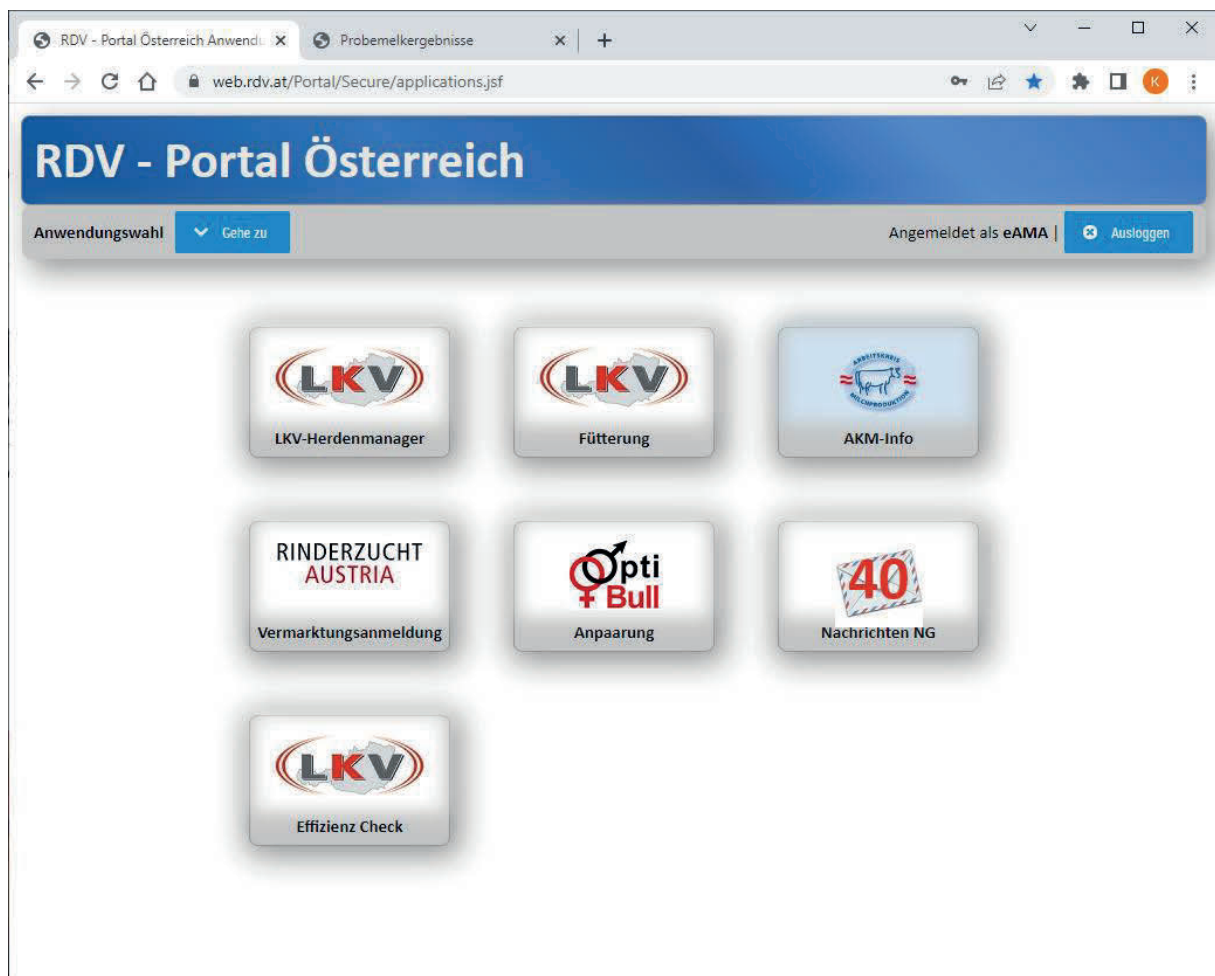 RDV - Portal Österreich Anwendu
Probemelkergebnisse
web.rdv.at/Portal/Secure/applications.jsf
K
RDV - Portal Österreich
Anwendungswahl
Gehe zu
Angemeldet als eAMA |
Ausloggen
LKV
LKV-Herdenmanager
LKV
Fütterung
ARBEITSKREIS
MILCHPRODUKTION
AKM-Info
RINDERZUCHT
AUSTRIA
Vermarktungsanmeldung
Opti
Bull
Anpaarung
40
Nachrichten NG
LKV
Effizienz Check